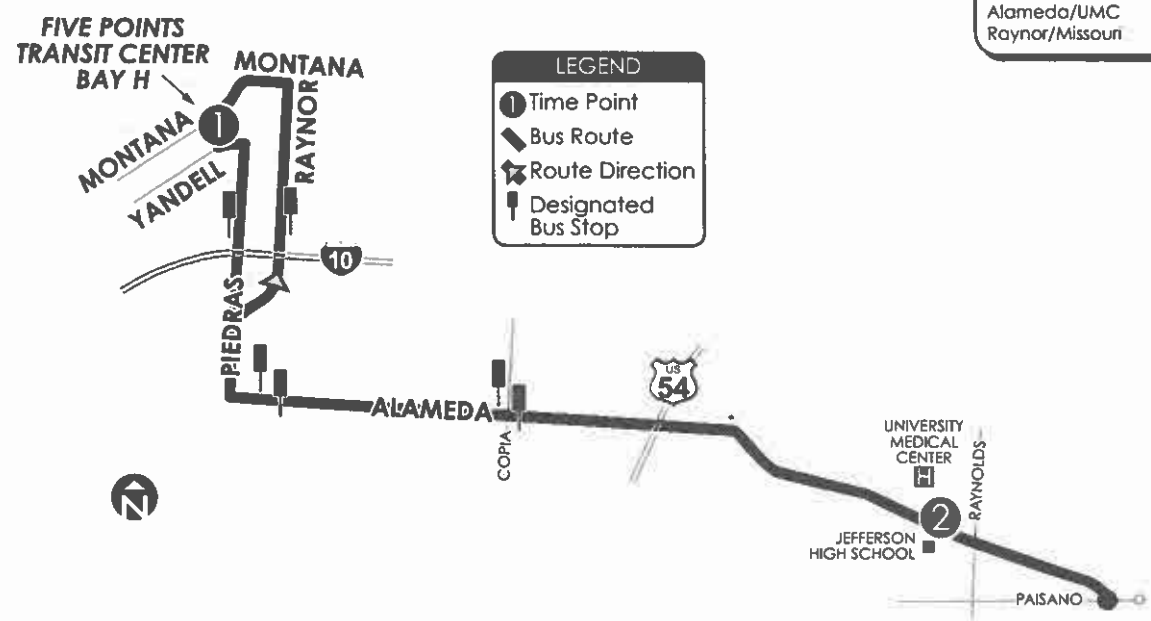 Alameda/UMC
Raynor/Missouri
FIVE POINTS
TRANSIT CENTER
BAY H
MONTANA
RAYNOR
MONTANA
1
YANDELL
LEGEND
1 Time Point
Bus Route
Route Direction
Designated
Bus Stop
10
PIEDRAS
ALAMEDA
COPIA
US
54
UNIVERSITY
MEDICAL
CENTER
H
RAYNOLDS
2
JEFFERSON
HIGH SCHOOL
PAISANO
N